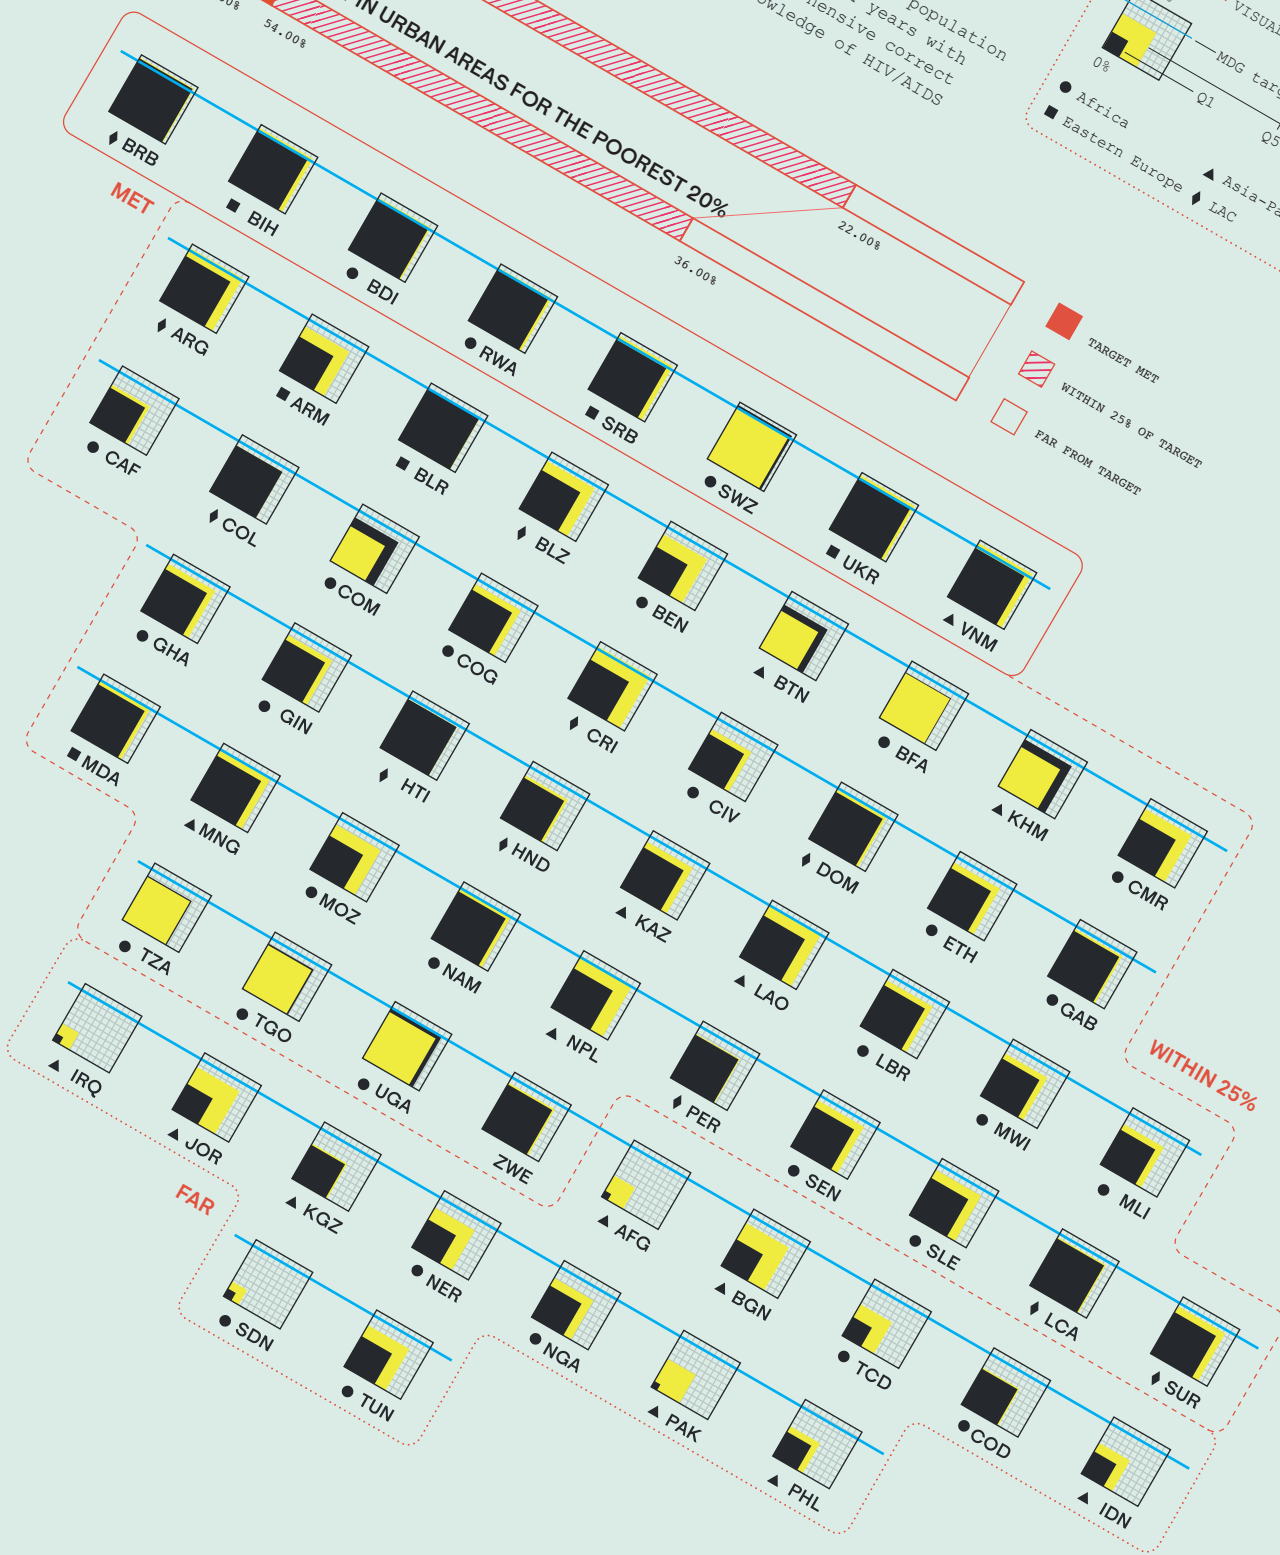 population
years with
hensive correct
owledge of HIV/AIDS
VISUA
MDG targ
0%
Q1
Q5
Africa
Eastern Europe
Asia-Pa
LAC
54.00%
IN URBAN AREAS FOR THE POOREST 20%
22.00%
36.00%
TARGET MET
WITHIN 25% OF TARGET
FAR FROM TARGET
MET
BRB
BIH
BDI
RWA
SRB
SWZ
UKR
VNM
WITHIN 25%
ARG
ARM
BLR
BLZ
BEN
BTN
BFA
KHM
CMR
CAF
COL
COM
COG
CRI
CIV
DOM
ETH
GAB
GHA
GIN
HTI
HND
KAZ
LAO
LBR
MWI
MLI
MDA
MNG
MOZ
NAM
NPL
PER
SEN
SLE
LCA
SUR
TZA
TGO
UGA
ZWE
FAR
AFG
BGN
TCD
COD
IDN
IRQ
JOR
KGZ
NER
NGA
PAK
PHL
SDN
TUN